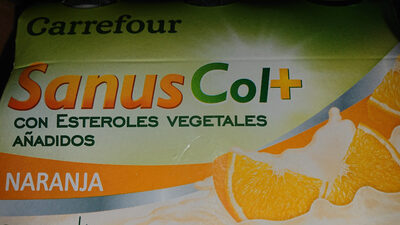 Carrefour
Sanus Col+
CON ESTEROLES VEGETALES
AÑADIDOS
NARANJA